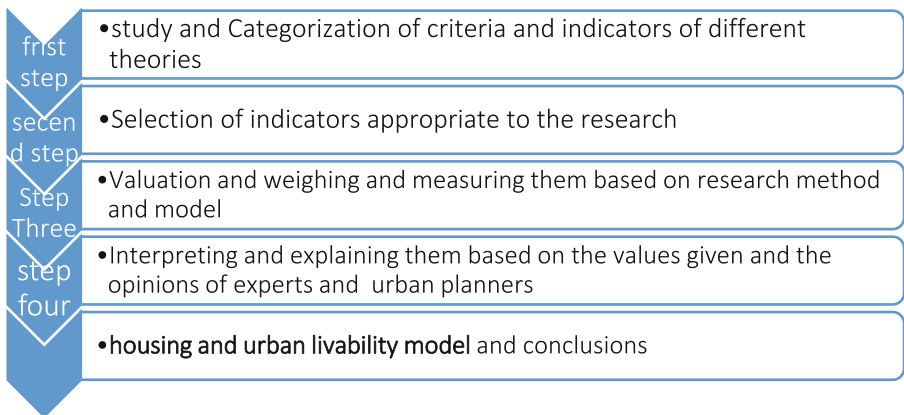 frist
step
•study and Categorization of criteria and indicators of different
theories
secen
d step
•Selection of indicators appropriate to the research
Step
Three
•Valuation and weighing and measuring them based on research method
and model
step
four
•Interpreting and explaining them based on the values given and the
opinions of experts and urban planners
•housing and urban livability model and conclusions